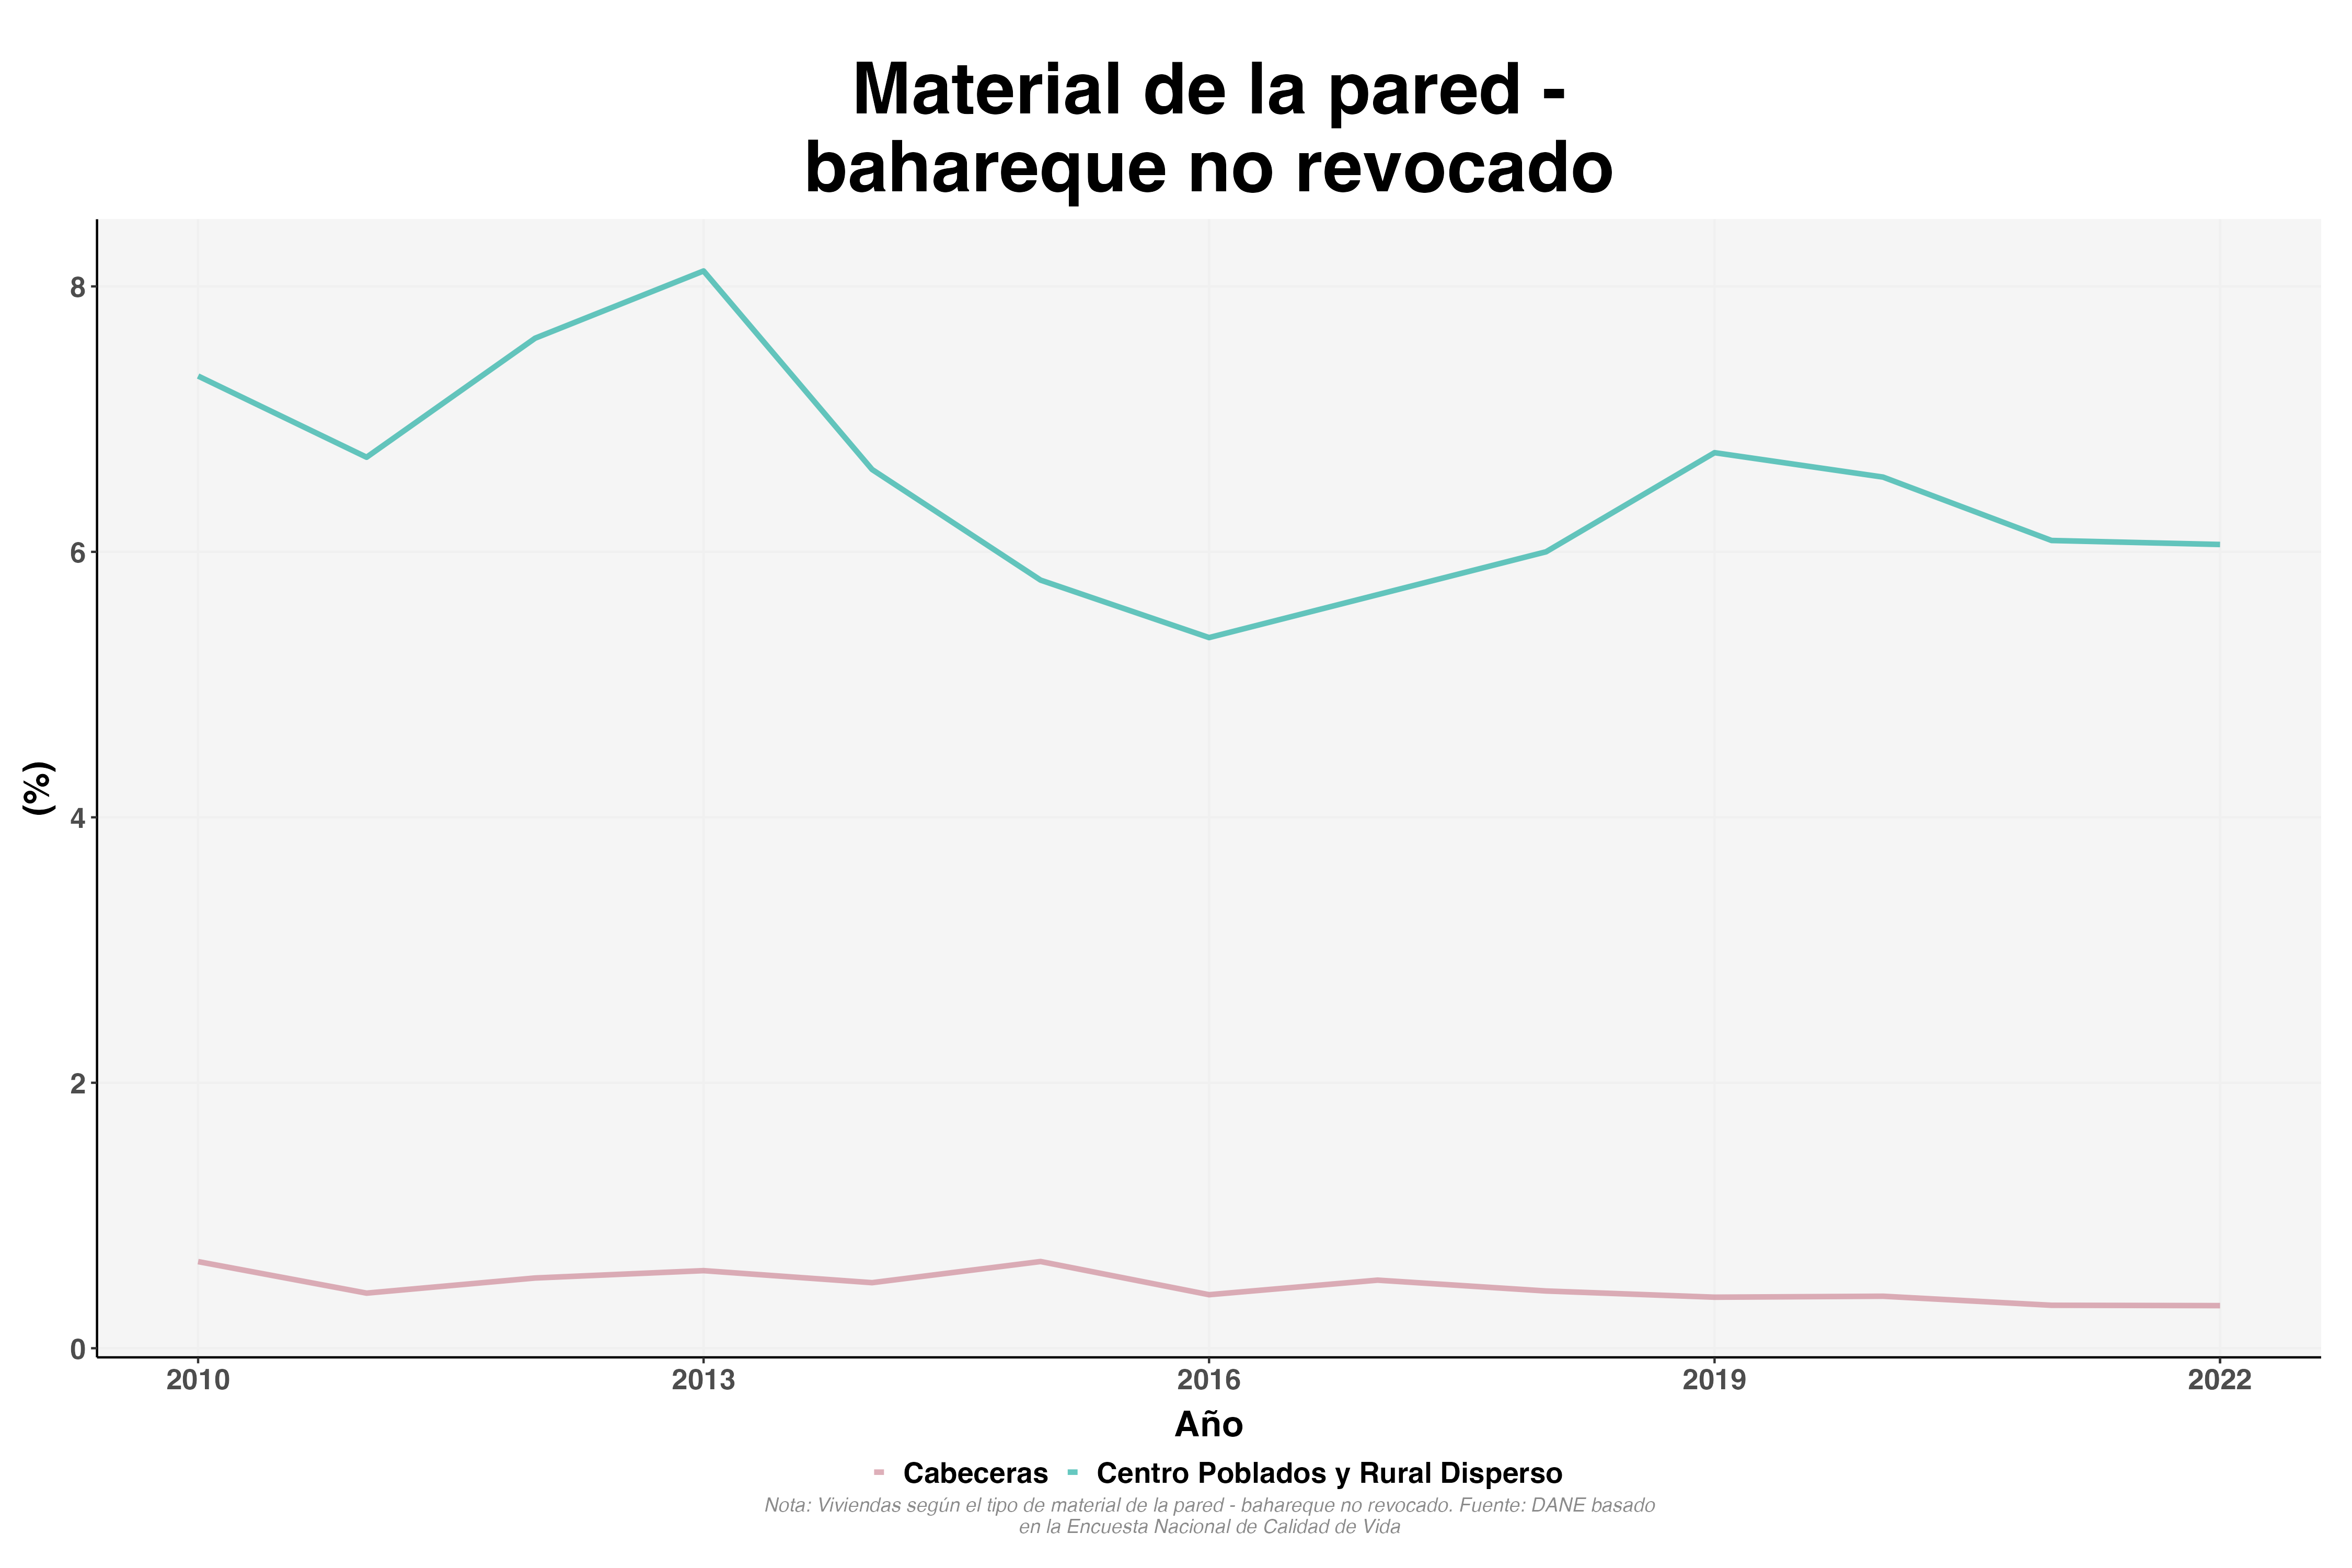 Material de la pared -
bahareque no revocado
(%)
8
6
4
2
0
2010 2013 2016 2019 2022
Año
Cabeceras Centro Poblados y Rural Disperso
Nota: Viviendas según el tipo de material de la pared - bahareque no revocado. Fuente: DANE basado
en la Encuesta Nacional de Calidad de Vida